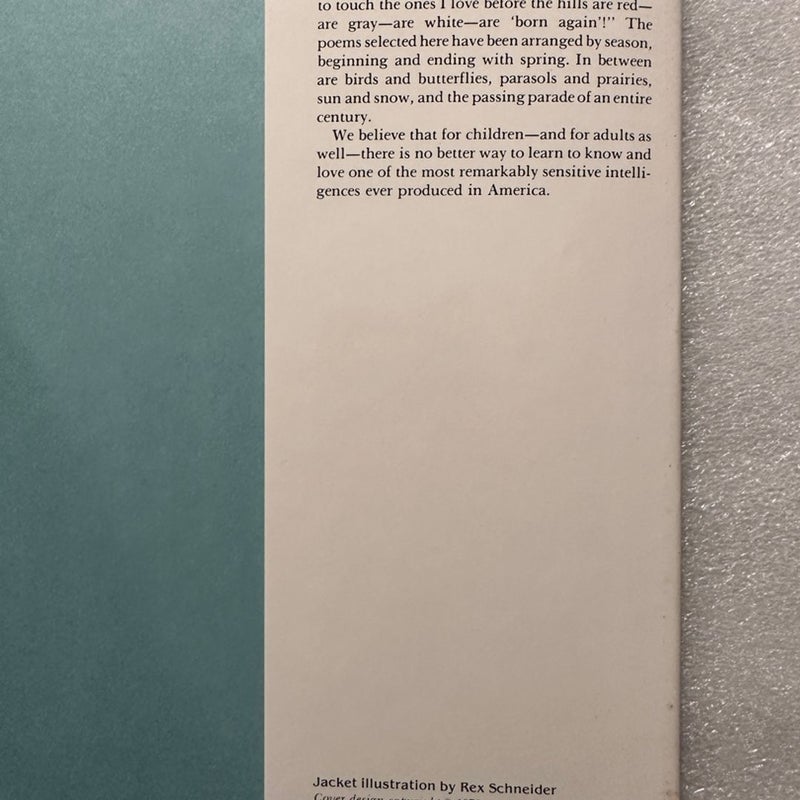 to touch the ones I love before the hills are red—
are gray—are white—are ‘born again’!” The
poems selected here have been arranged by season,
beginning and ending with spring. In between
are birds and butterflies, parasols and prairies,
sun and snow, and the passing parade of an entire
century.
We believe that for children—and for adults as
well—there is no better way to learn to know and
love one of the most remarkably sensitive intelli-
gences ever produced in America.
Jacket illustration by Rex Schneider
Cover design